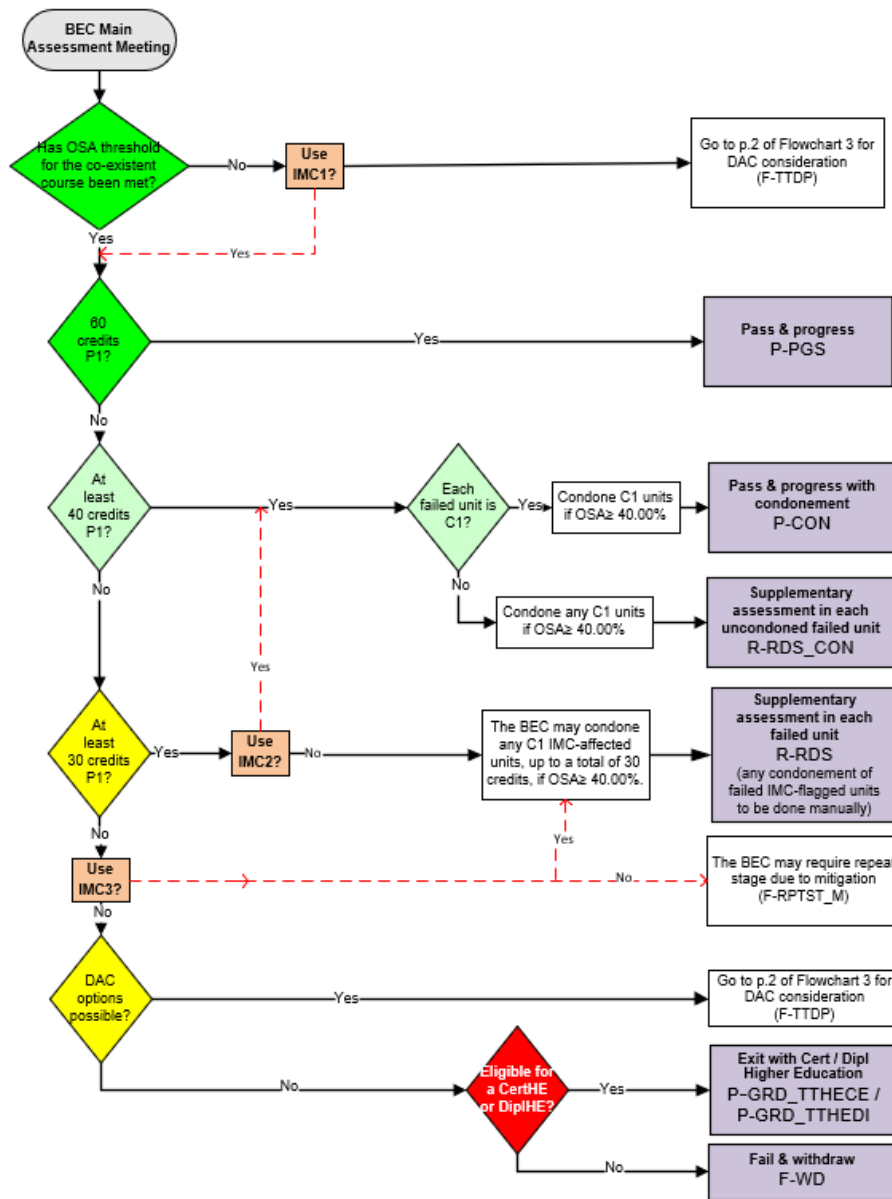 BEC Main
Assessment Meeting
Has OSA threshold
for the co-existent
course been met?
No
Use
IMC1?
Go to p.2 of Flowchart 3 for
DAC consideration
(F-TTDP)
Yes
Yes
60
credits
P1?
Yes
Pass & progress
P-PGS
No
At
least
40 credits
P1?
Yes
Each
failed unit is
C1?
Yes
Condone C1 units
if OSA≥ 40.00%
Pass & progress with
condonement
P-CON
No
No
Condone any C1 units
if OSA≥ 40.00%
Supplementary
assessment in each
uncondoned failed unit
R-RDS_CON
Yes
At
least
30 credits
P1?
Yes
Use
IMC2?
No
The BEC may condone
any C1 IMC-affected
units, up to a total of 30
credits, if OSA≥ 40.00%.
Supplementary
assessment in each
failed unit
R-RDS
(any condonement of
failed IMC-flagged units
to be done manually)
No
Yes
Use
IMC3?
No
The BEC may require repeat
stage due to mitigation
(F-RPTST_M)
No
DAC
options
possible?
Yes
Go to p.2 of Flowchart 3 for
DAC consideration
(F-TTDP)
No
Eligible for
a CertHE
or DiplHE?
Yes
Exit with Cert / Dipl
Higher Education
P-GRD_TTHECE /
P-GRD_TTHEDI
No
Fail & withdraw
F-WD